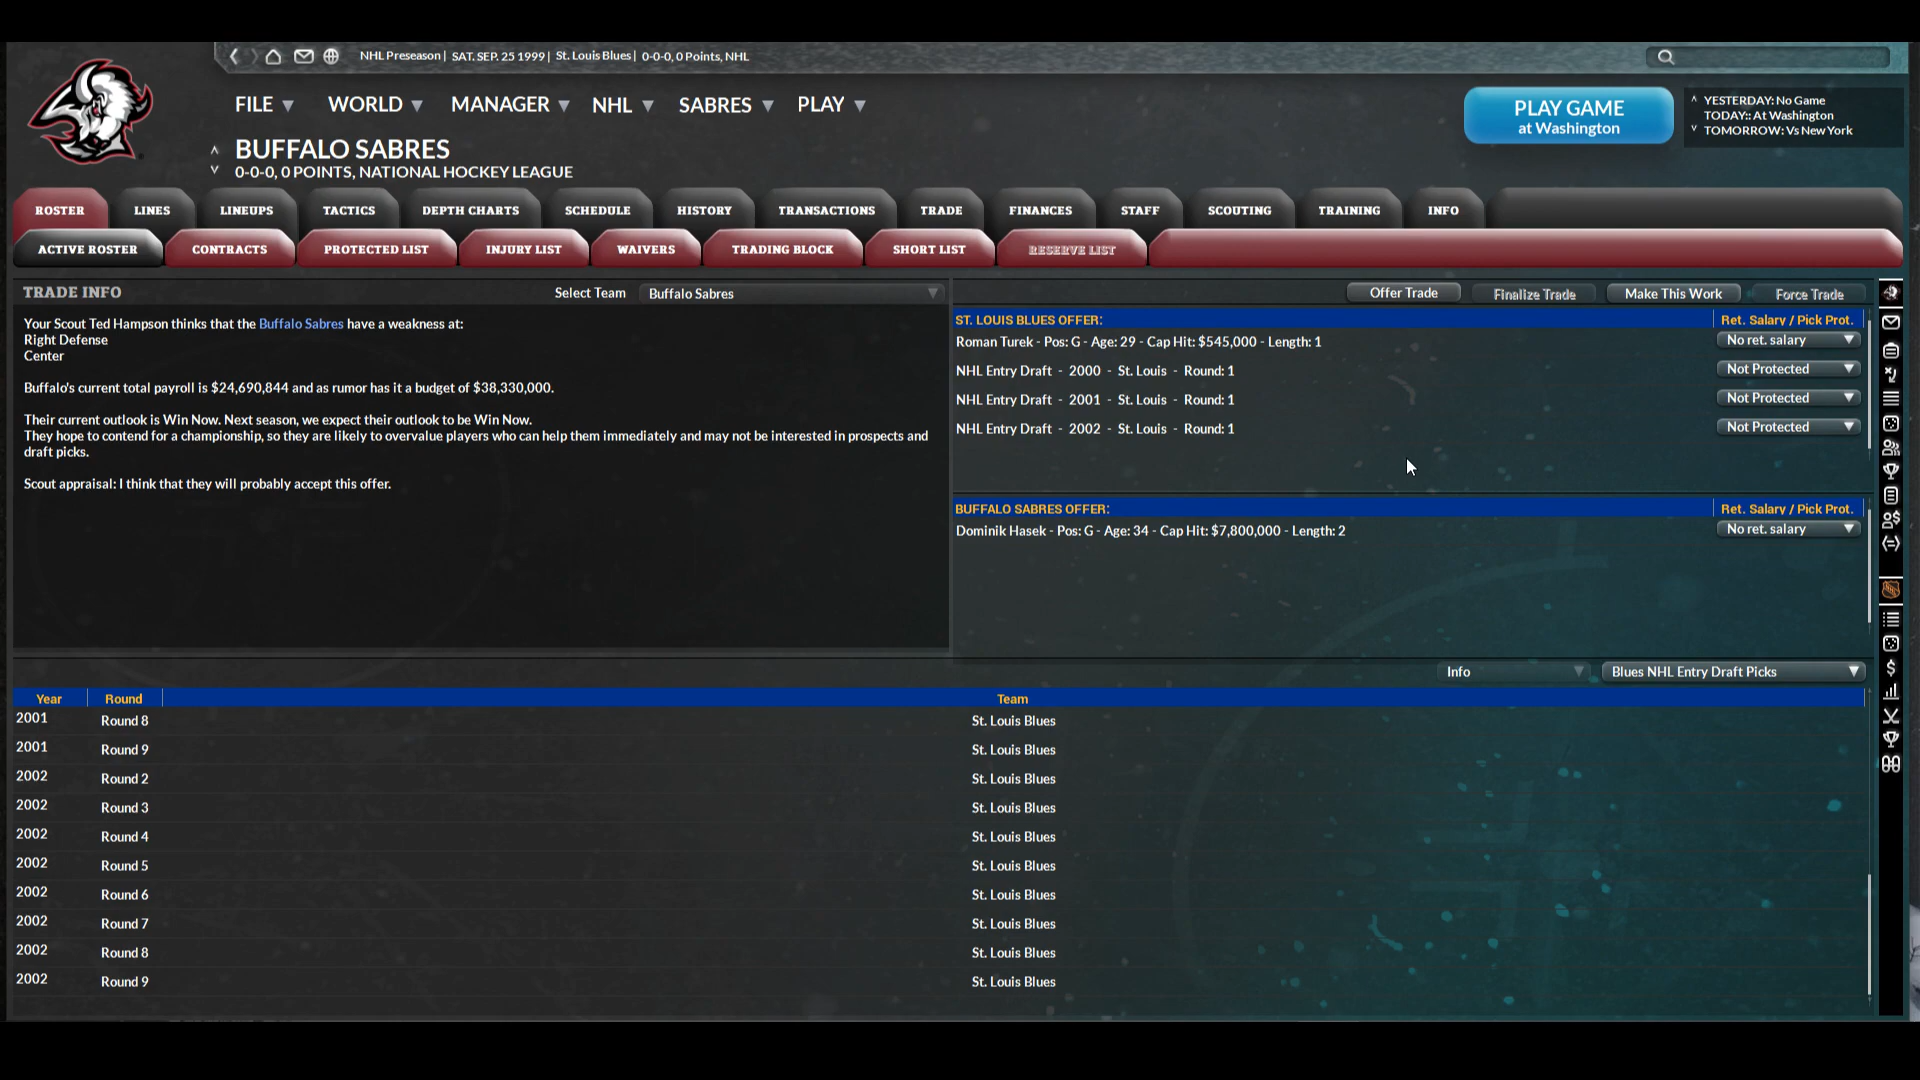 NHL Preseason | SAT. SEP. 25 1999 | St. Louis Blues | 0-0-0, 0 Points, NHL
FILE WORLD MANAGER NHL SABRES PLAY
PLAY GAME
at Washington
YESTERDAY: No Game
TODAY:: At Washington
TOMORROW: Vs New York
BUFFALO SABRES
0-0-0, 0 POINTS, NATIONAL HOCKEY LEAGUE
ROSTER LINES LINEUPS TACTICS DEPTH CHARTS SCHEDULE HISTORY TRANSACTIONS TRADE FINANCES STAFF SCOUTING TRAINING INFO
ACTIVE ROSTER CONTRACTS PROTECTED LIST INJURY LIST WAIVERS TRADING BLOCK SHORT LIST RESERVE LIST
TRADE INFO Select Team Buffalo Sabres
Your Scout Ted Hampson thinks that the Buffalo Sabres have a weakness at:
Right Defense
Center
Buffalo's current total payroll is $24,690,844 and as rumor has it a budget of $38,330,000.
Their current outlook is Win Now. Next season, we expect their outlook to be Win Now.
They hope to contend for a championship, so they are likely to overvalue players who can help them immediately and may not be interested in prospects and
draft picks.
Scout appraisal: I think that they will probably accept this offer.
Offer Trade Finalize Trade Make This Work Force Trade
ST. LOUIS BLUES OFFER: Ret. Salary / Pick Prot.
Roman Turek - Pos: G - Age: 29 - Cap Hit: $545,000 - Length: 1 No ret. salary
NHL Entry Draft - 2000 - St. Louis - Round: 1 Not Protected
NHL Entry Draft - 2001 - St. Louis - Round: 1 Not Protected
NHL Entry Draft - 2002 - St. Louis - Round: 1 Not Protected
BUFFALO SABRES OFFER: Ret. Salary / Pick Prot.
Dominik Hasek - Pos: G - Age: 34 - Cap Hit: $7,800,000 - Length: 2 No ret. salary
Info Blues NHL Entry Draft Picks
Year Round Team
2001 Round 8 St. Louis Blues
2001 Round 9 St. Louis Blues
2002 Round 2 St. Louis Blues
2002 Round 3 St. Louis Blues
2002 Round 4 St. Louis Blues
2002 Round 5 St. Louis Blues
2002 Round 6 St. Louis Blues
2002 Round 7 St. Louis Blues
2002 Round 8 St. Louis Blues
2002 Round 9 St. Louis Blues